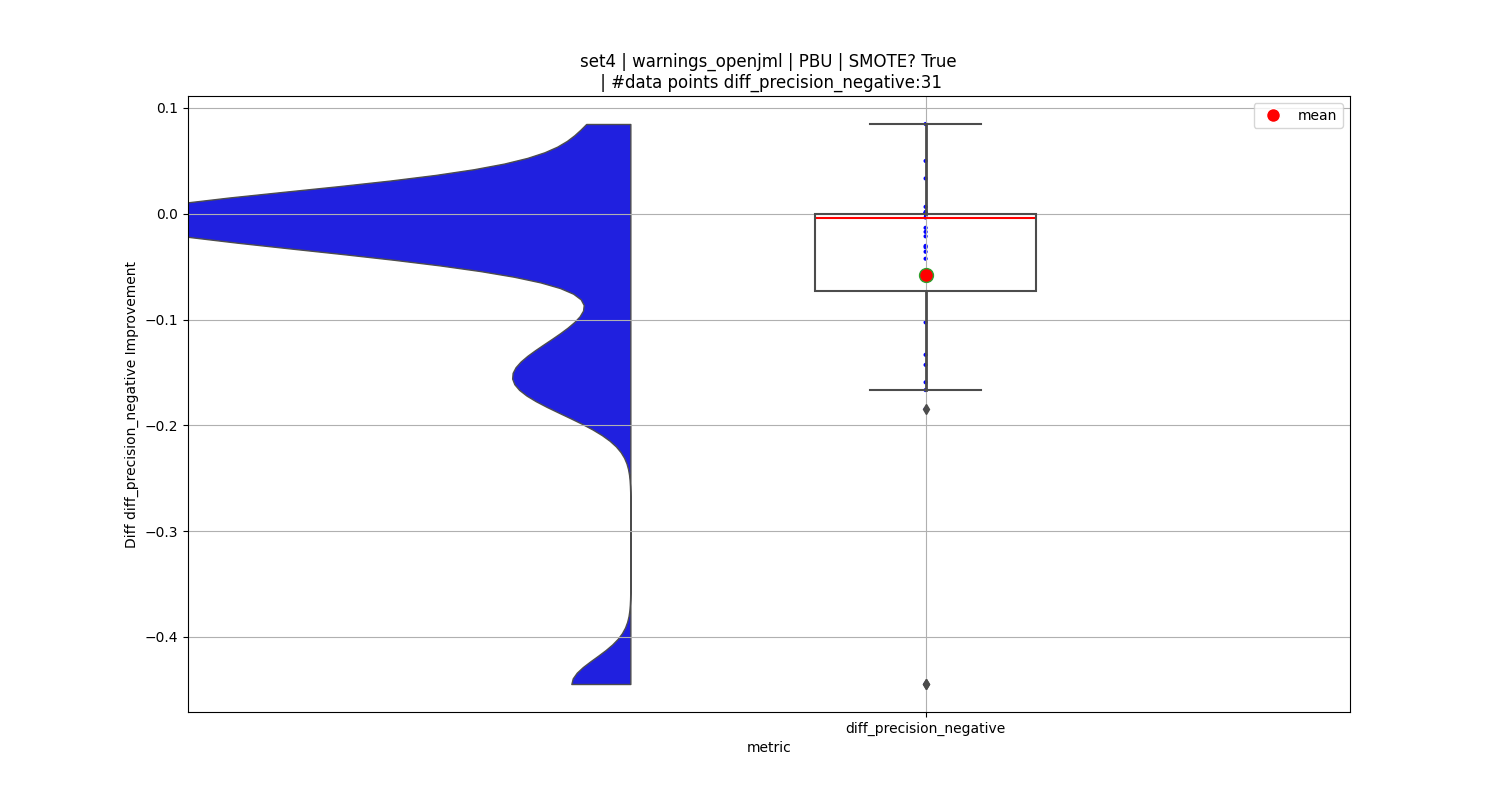 set4 | warnings_openjml | PBU | SMOTE? True
| #data points diff_precision_negative:31
mean
0.1
0.0
−0.1
−0.2
−0.3
−0.4
Diff diff_precision_negative Improvement
diff_precision_negative
metric